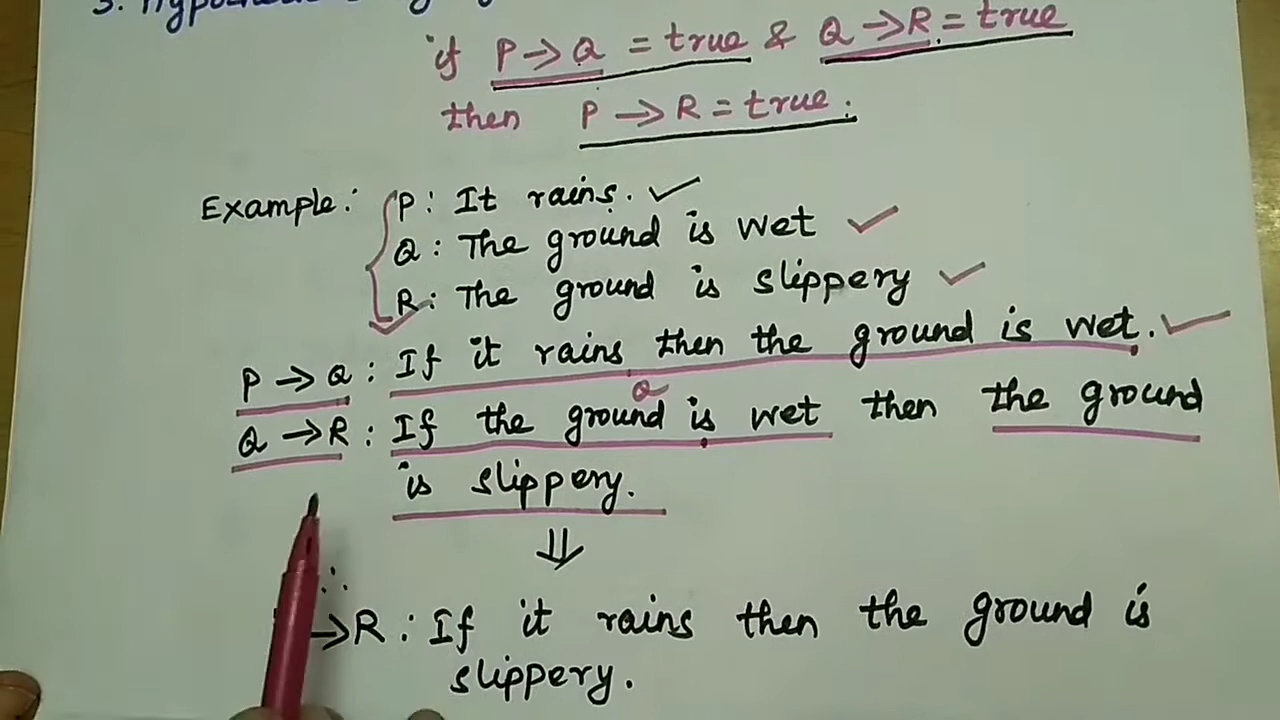 3.
if P → Q = true & Q → R = true
then P → R = true.
Example: P: It rains.
Q: The ground is wet
R: The ground is slippery
P → Q: If it rains then the ground is wet.
Q
Q → R: If the ground is wet then the ground
is slippery.
⇓
∴
→ R: If it rains then the ground is
slippery.